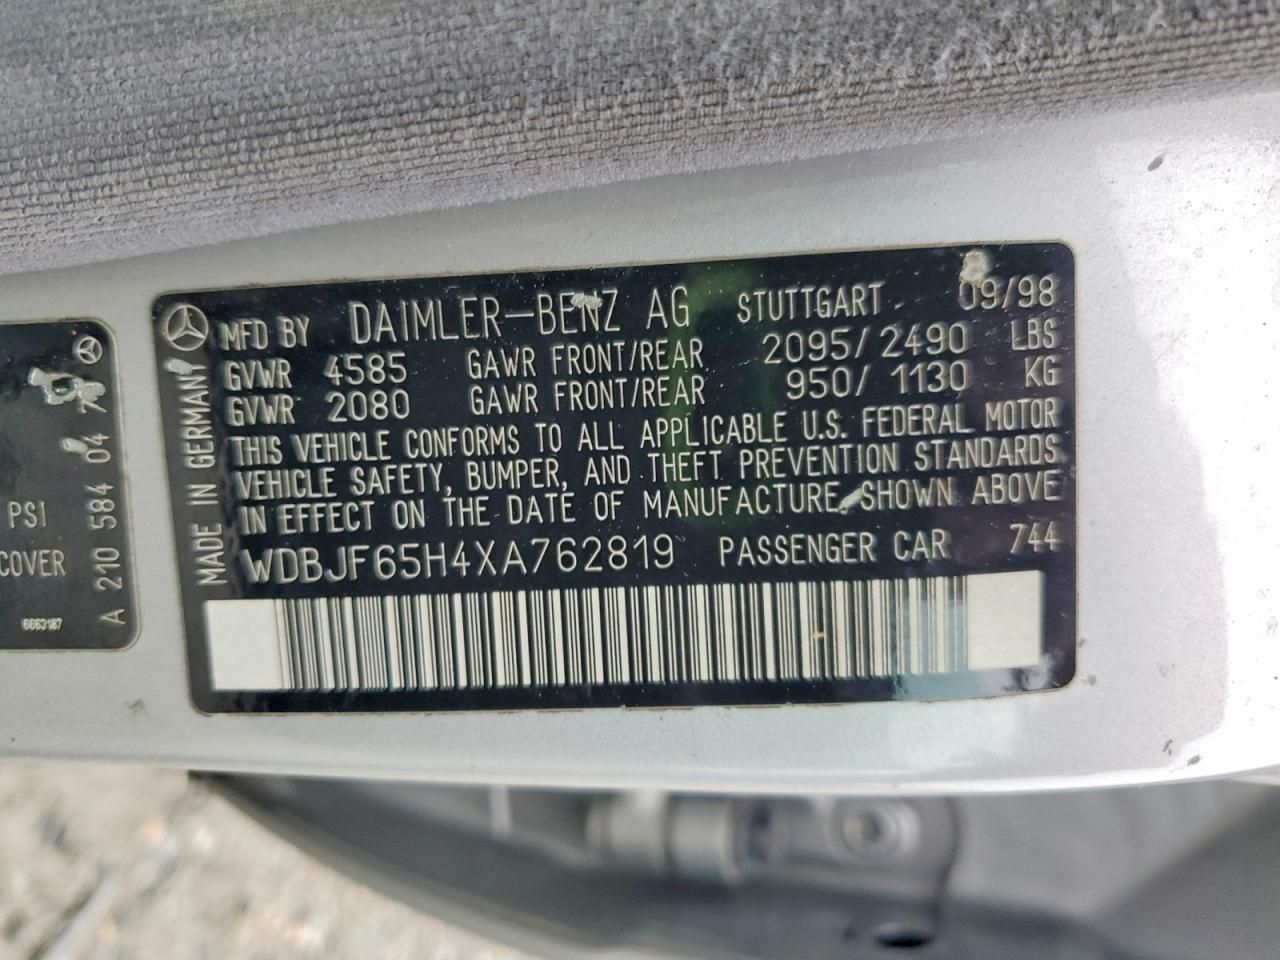 MFD BY DAIMLER-BENZ AG STUTTGART 09/98
GVWR 4585 GAWR FRONT/REAR 2095/2490 LBS
GVWR 2080 GAWR FRONT/REAR 950/1130 KG
THIS VEHICLE CONFORMS TO ALL APPLICABLE U.S. FEDERAL MOTOR
VEHICLE SAFETY, BUMPER, AND THEFT PREVENTION STANDARDS
IN EFFECT ON THE DATE OF MANUFACTURE SHOWN ABOVE
WDBJF65H4XA762819 PASSENGER CAR 744
MADE IN GERMANY
PSI
COVER
6663187
A 210 584 04